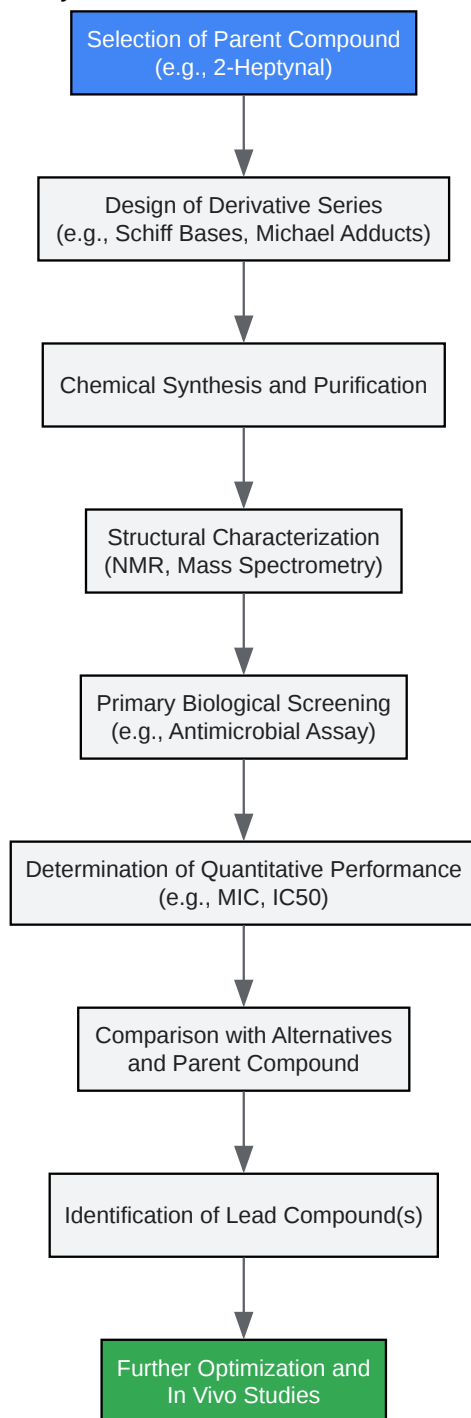 Selection of Parent Compound
(e.g., 2-Heptynal)
Design of Derivative Series
(e.g., Schiff Bases, Michael Adducts)
Chemical Synthesis and Purification
Structural Characterization
(NMR, Mass Spectrometry)
Primary Biological Screening
(e.g., Antimicrobial Assay)
Determination of Quantitative Performance
(e.g., MIC, IC50)
Comparison with Alternatives
and Parent Compound
Identification of Lead Compound(s)
Further Optimization and
In Vivo Studies